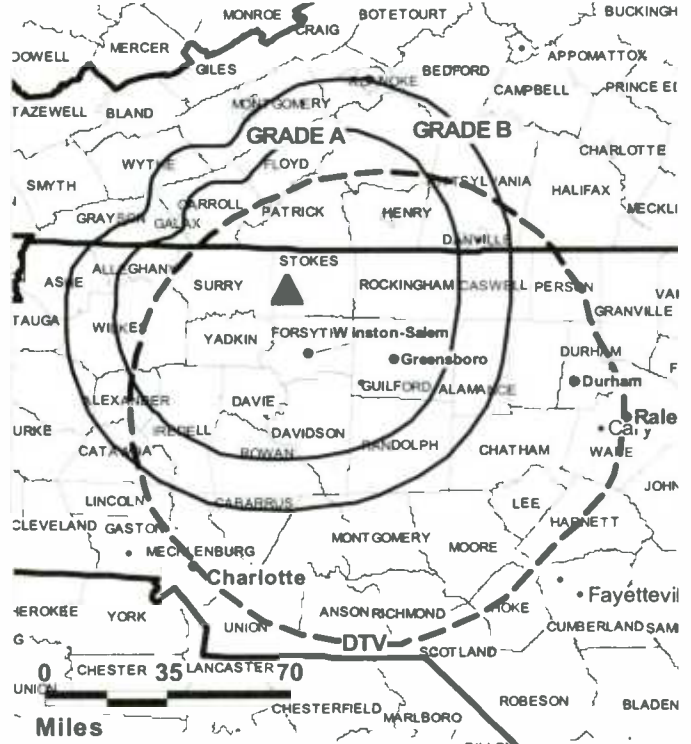 MONROE
BOTETOURT
BUCKINGH
CRAIG
DOWELL
MERCER
APPOMATTOX
GILES
BEDFORD
ROANOKE
CAMPBELL
PRINCE ED
TAZEWELL
BLAND
MONTGOMERY
GRADE A
GRADE B
CHARLOTTE
WYTHE
FLOYD
SMYTH
PITTSYLVANIA
HALIFAX
CARROLL
PATRICK
HENRY
MECKLI
GRAYSON
GALAX
DANVILLE
STOKES
ALLEGHANY
ASHE
SURRY
ROCKINGHAM
CASWELL
PERSON
GRANVILLE
TAUGA
WILKES
YADKIN
FORSYTH Winston-Salem
DURHAM
Greensboro
GUILFORD
ALAMANCE
Durham
ALEXANDER
DAVIE
Rale
URKE
IREDELL
DAVIDSON
Cary
CATAWBA
ROWAN
RANDOLPH
CHATHAM
WAKE
LINCOLN
CABARRUS
LEE
JOHN
CLEVELAND
GASTON
HARNETT
MECKLENBURG
MONTGOMERY
MOORE
Charlotte
HEROKEE
YORK
ANSON
RICHMOND
HOKE
Fayettevil
UNION
CUMBERLAND
SAM
G
DTV
SCOTLAND
0 35 70
CHESTER
LANCASTER
UNION
CHESTERFIELD
ROBESON
BLADEN
Miles
MARLBORO